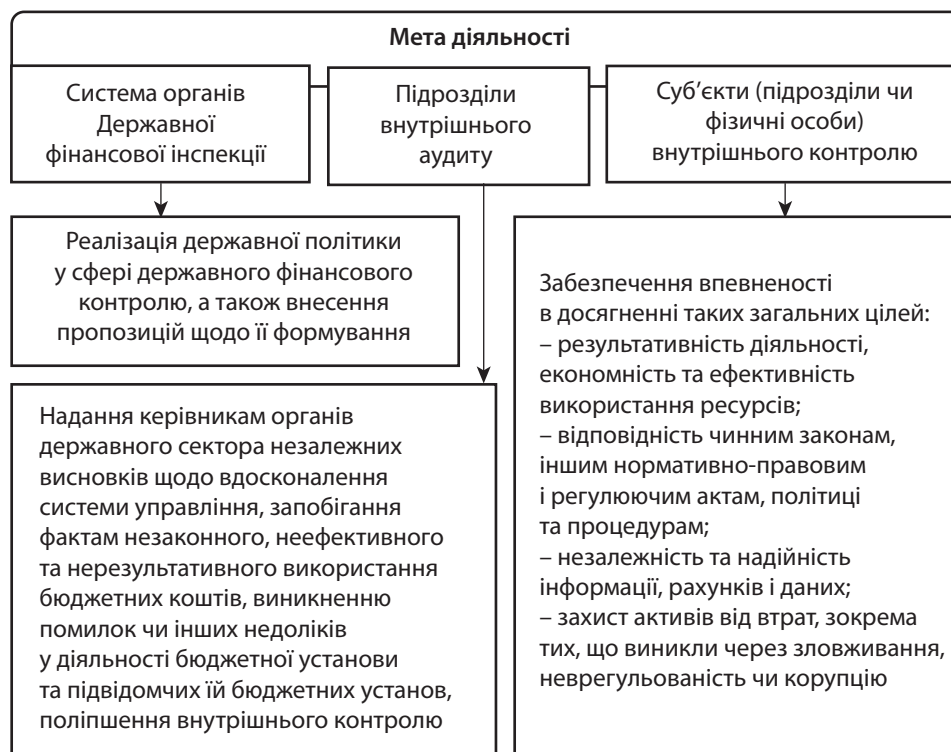 Мета діяльності
Система органів
Державної
фінансової інспекції
Підрозділи
внутрішнього
аудиту
Суб’єкти (підрозділи чи
фізичні особи)
внутрішнього контролю
Реалізація державної політики
у сфері державного фінансового
контролю, а також внесення
пропозицій щодо її формування
Надання керівникам органів
державного сектора незалежних
висновків щодо вдосконалення
системи управління, запобігання
фактам незаконного, неефективного
та нерезультативного використання
бюджетних коштів, виникненню
помилок чи інших недоліків
у діяльності бюджетної установи
та підвідомчих їй бюджетних установ,
поліпшення внутрішнього контролю
Забезпечення впевненості
в досягненні таких загальних цілей:
– результативність діяльності,
економність та ефективність
використання ресурсів;
– відповідність чинним законам,
іншим нормативно-правовим
і регулюючим актам, політиці
та процедурам;
– незалежність та надійність
інформації, рахунків і даних;
– захист активів від втрат, зокрема
тих, що виникли через зловживання,
неврегульованість чи корупцію